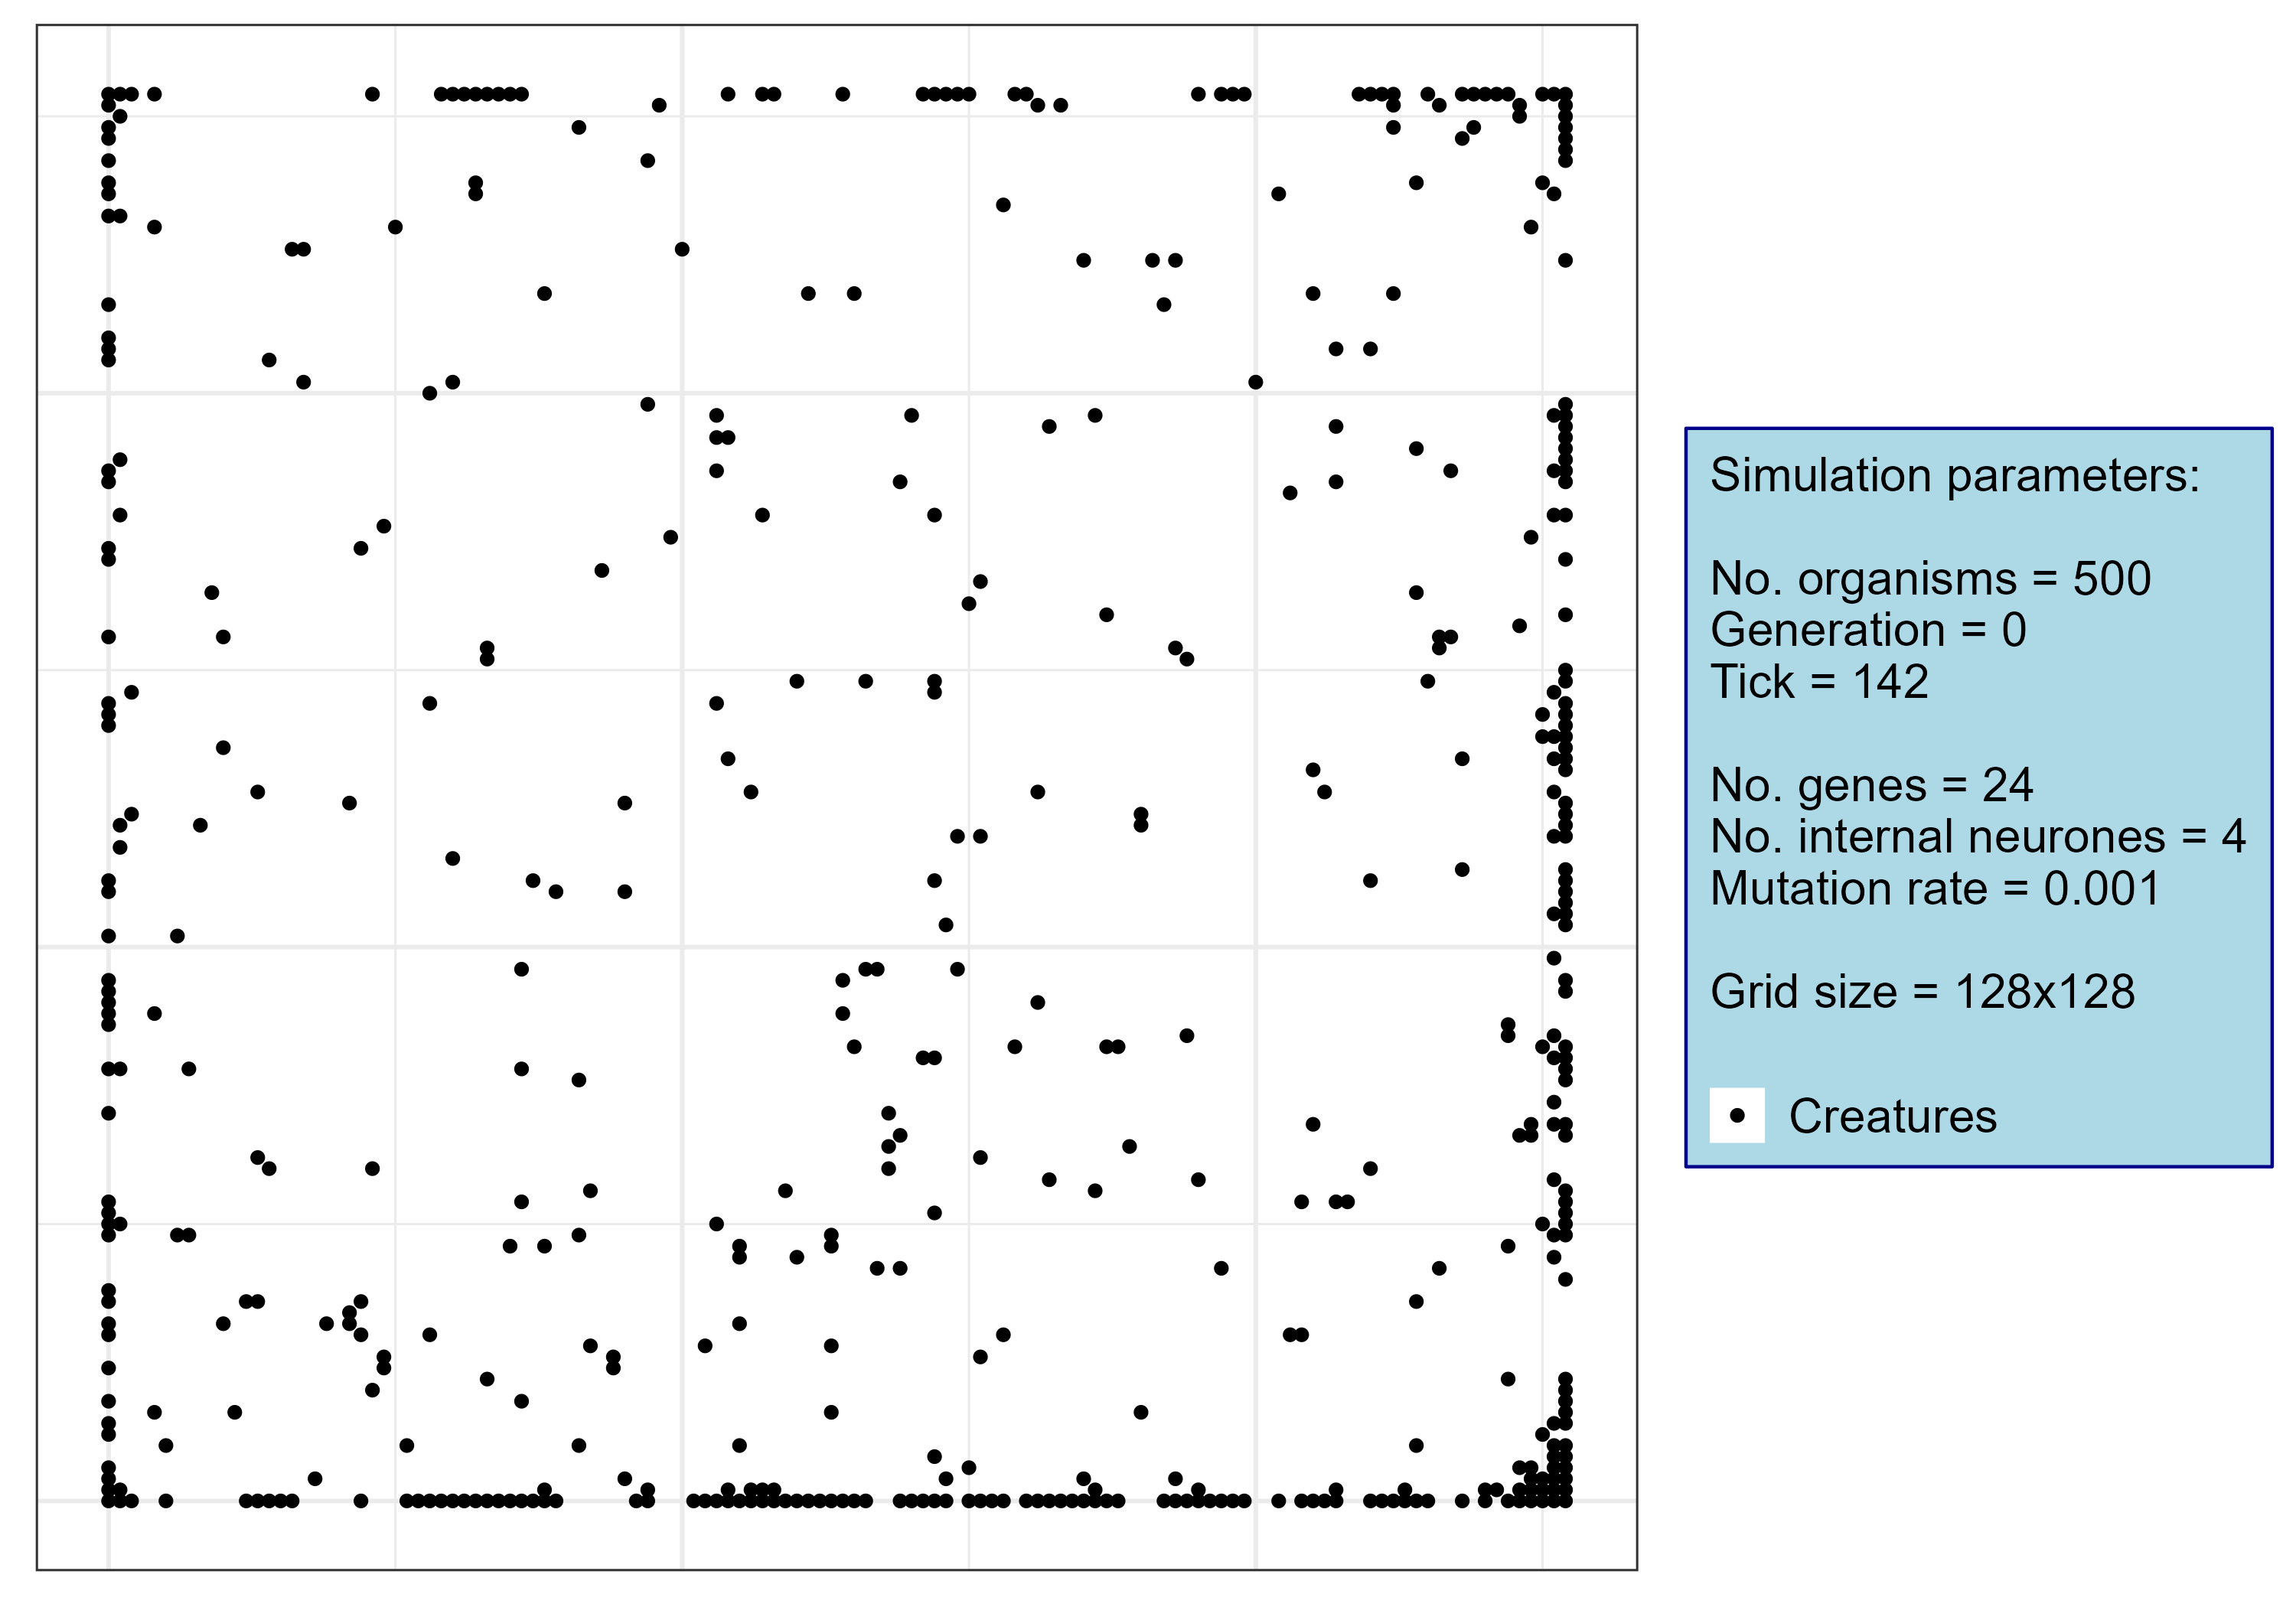 Simulation parameters:
No. organisms = 500
Generation = 0
Tick = 142
No. genes = 24
No. internal neurones = 4
Mutation rate = 0.001
Grid size = 128x128
Creatures